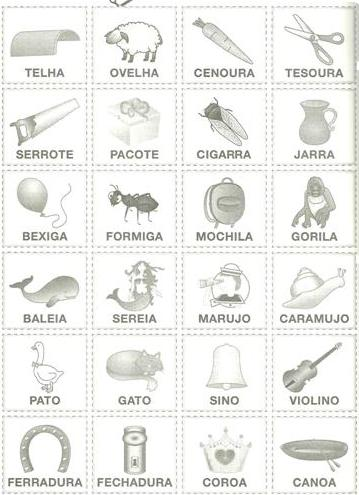 TELHA OVELHA CENOURA TESOURA
SERROTE PACOTE CIGARRA JARRA
BEXIGA FORMIGA MOCHILA GORILA
BALEIA SEREIA MARUJO CARAMUJO
PATO GATO SINO VIOLINO
FERRADURA FECHADURA COROA CANOA